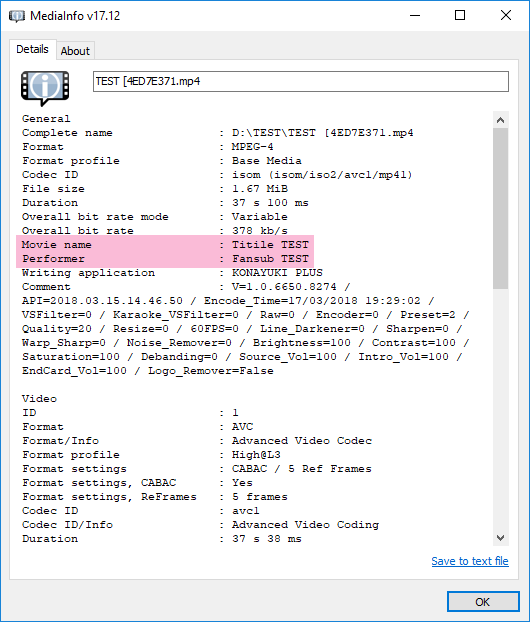 MediaInfo v17.12
Details
About
TEST [4ED7E371.mp4
General
Complete name : D:\TEST\TEST [4ED7E371.mp4
Format : MPEG-4
Format profile : Base Media
Codec ID : isom (isom/iso2/avc1/mp41)
File size : 1.67 MiB
Duration : 37 s 100 ms
Overall bit rate mode : Variable
Overall bit rate : 378 kb/s
Movie name : Titile TEST
Performer : Fansub TEST
Writing application : KONAYUKI PLUS
Comment : V=1.0.6650.8274 /
API=2018.03.15.14.46.50 / Encode_Time=17/03/2018 19:29:02 /
VSFilter=0 / Karaoke_VSFilter=0 / Raw=0 / Encoder=0 / Preset=2 /
Quality=20 / Resize=0 / 60FPS=0 / Line_Darkener=0 / Sharpen=0 /
Warp_Sharp=0 / Noise_Remover=0 / Brightness=100 / Contrast=100 /
Saturation=100 / Debanding=0 / Source_Vol=100 / Intro_Vol=100 /
EndCard_Vol=100 / Logo_Remover=False
Video
ID : 1
Format : AVC
Format/Info : Advanced Video Codec
Format profile : High@L3
Format settings : CABAC / 5 Ref Frames
Format settings, CABAC : Yes
Format settings, ReFrames : 5 frames
Codec ID : avc1
Codec ID/Info : Advanced Video Coding
Duration : 37 s 38 ms
Save to text file
OK